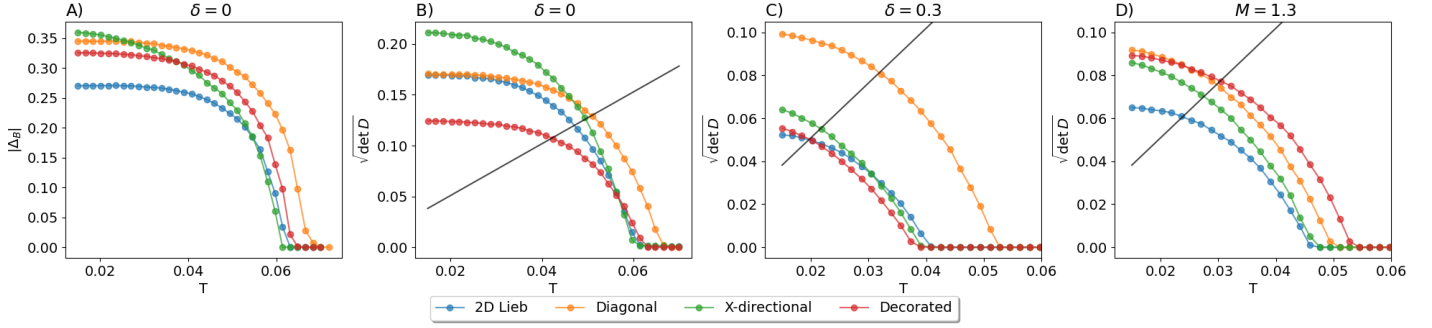 A) δ = 0
|Δ_B|
0.35
0.30
0.25
0.20
0.15
0.10
0.05
0.00
0.02 0.04 0.06
T
B) δ = 0
√det D
0.20
0.15
0.10
0.05
0.00
0.02 0.04 0.06
T
C) δ = 0.3
√det D
0.10
0.08
0.06
0.04
0.02
0.00
0.02 0.03 0.04 0.05 0.06
T
D) M = 1.3
√det D
0.10
0.08
0.06
0.04
0.02
0.00
0.02 0.03 0.04 0.05 0.06
T
2D Lieb Diagonal X-directional Decorated